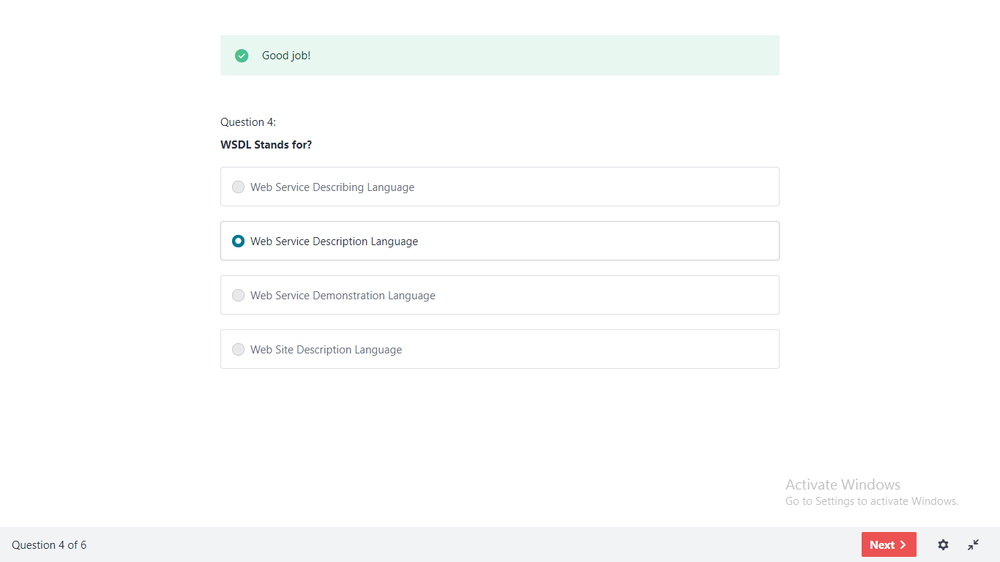 Good job!
Question 4:
WSDL Stands for?
Web Service Describing Language
Web Service Description Language
Web Service Demonstration Language
Web Site Description Language
Activate Windows
Go to Settings to activate Windows.
Question 4 of 6
Next